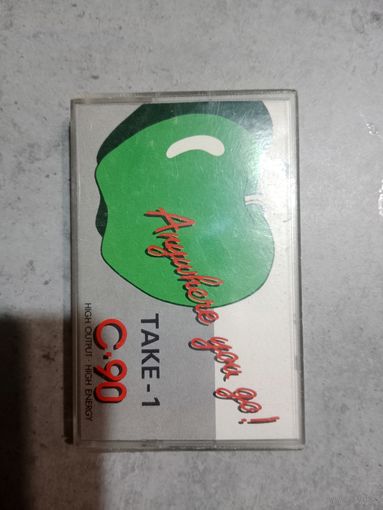 Anywhere you go!
TAKE-1
C·90
HIGH OUTPUT · HIGH ENERGY